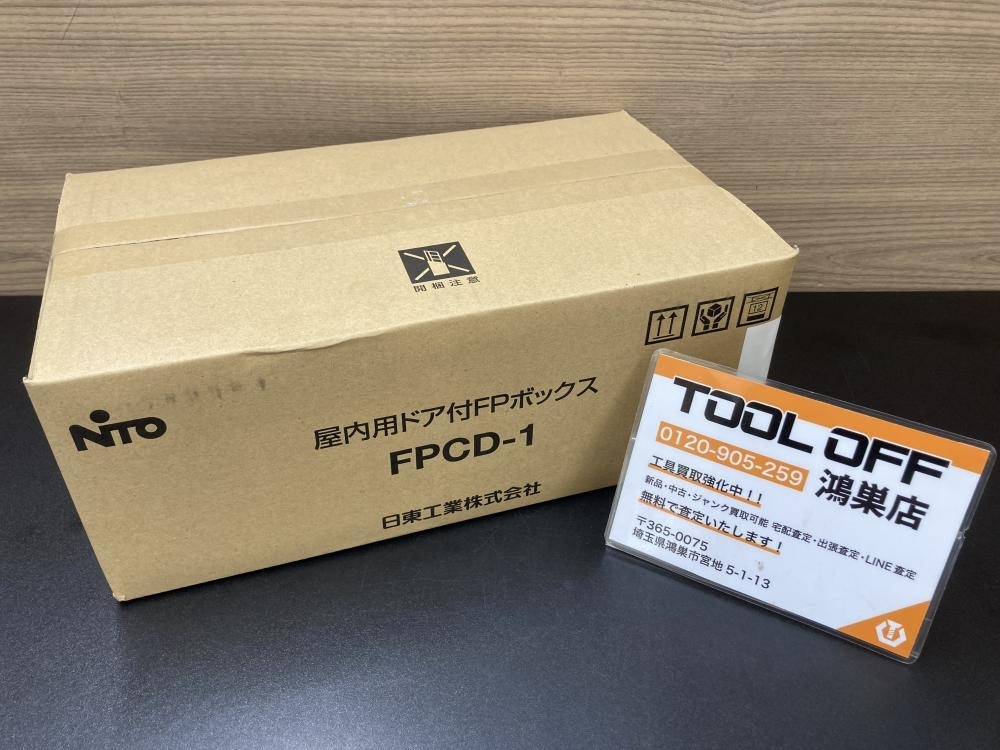 開梱注意
12
NiTO
屋内用ドア付FPボックス
FPCD-1
日東工業株式会社
TOOL OFF
0120-905-259
鴻巣店
工具買取強化中!!
新品・中古・ジャンク買取可能 宅配査定・出張査定・LINE査定
無料で査定いたします!
〒365-0075
埼玉県鴻巣市宮地 5-1-13